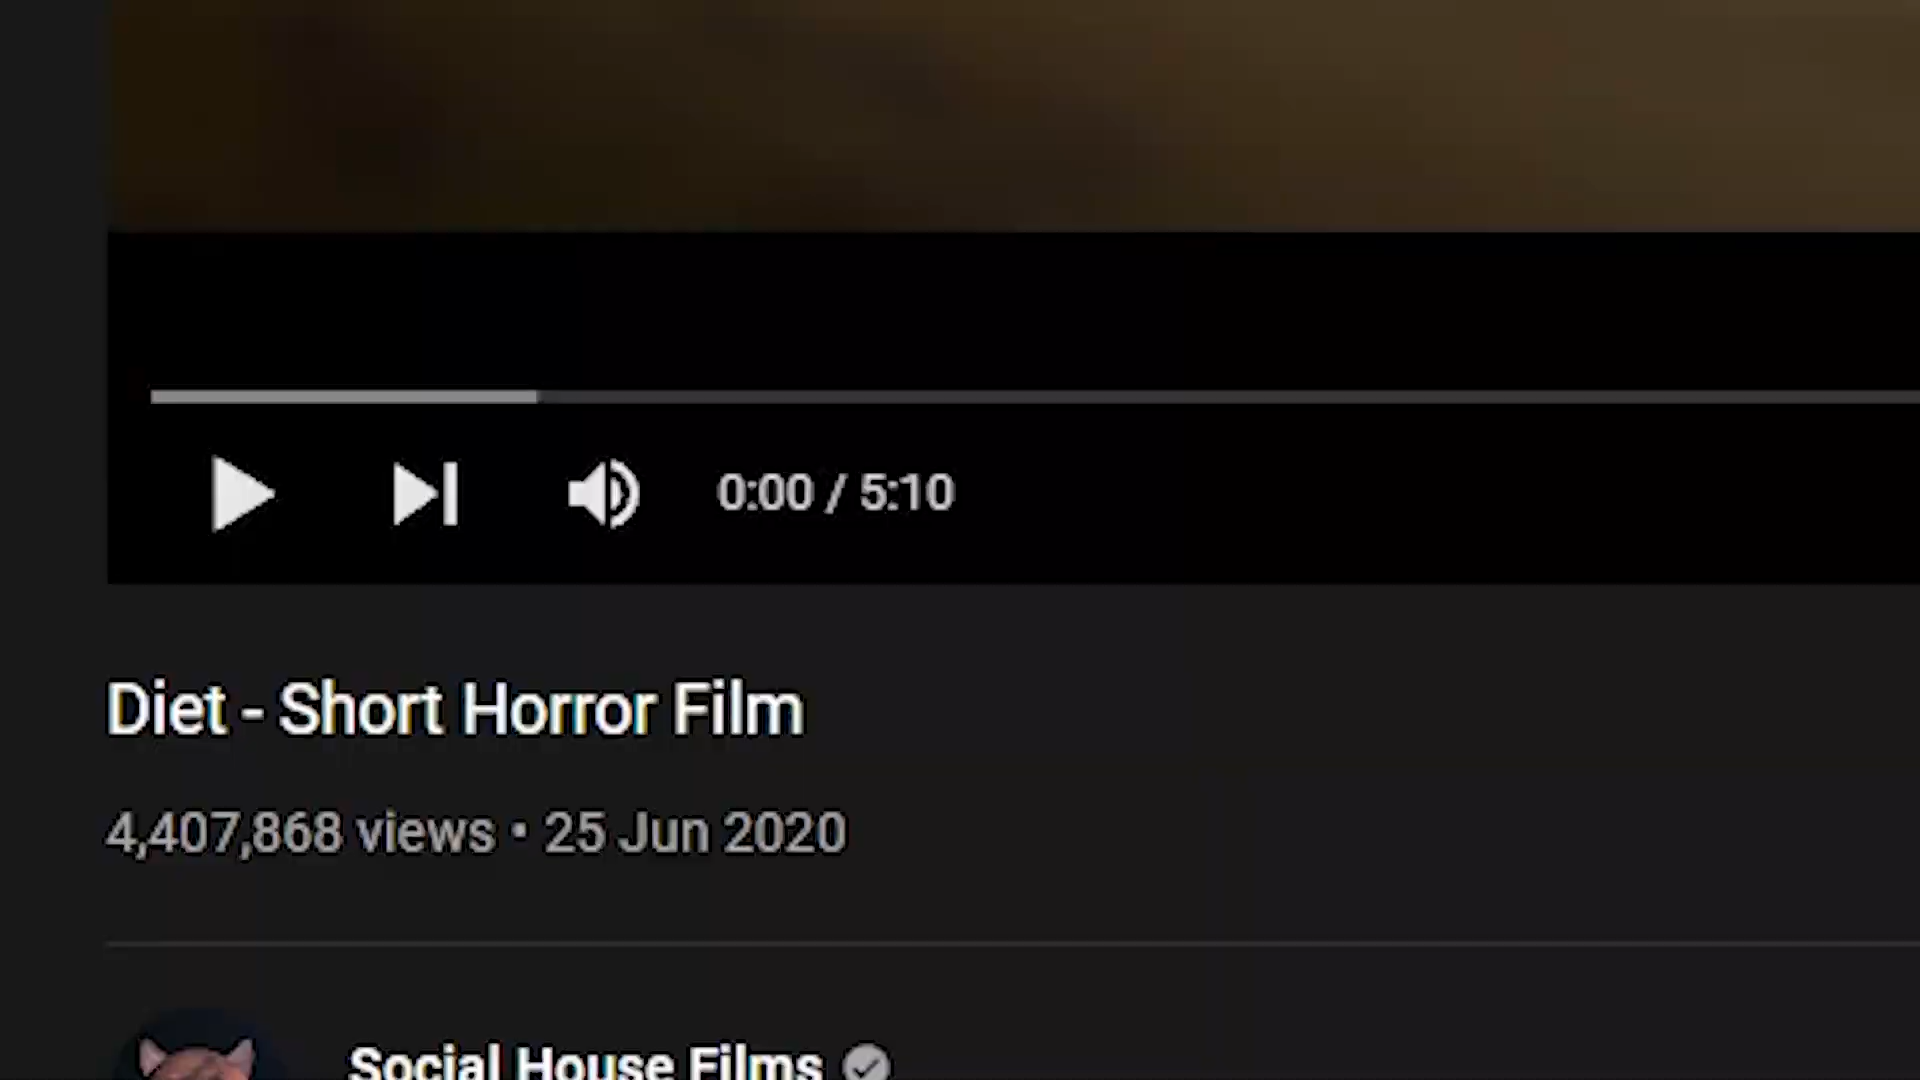 0:00 / 5:10
Diet - Short Horror Film
4,407,868 views • 25 Jun 2020
Social House Films